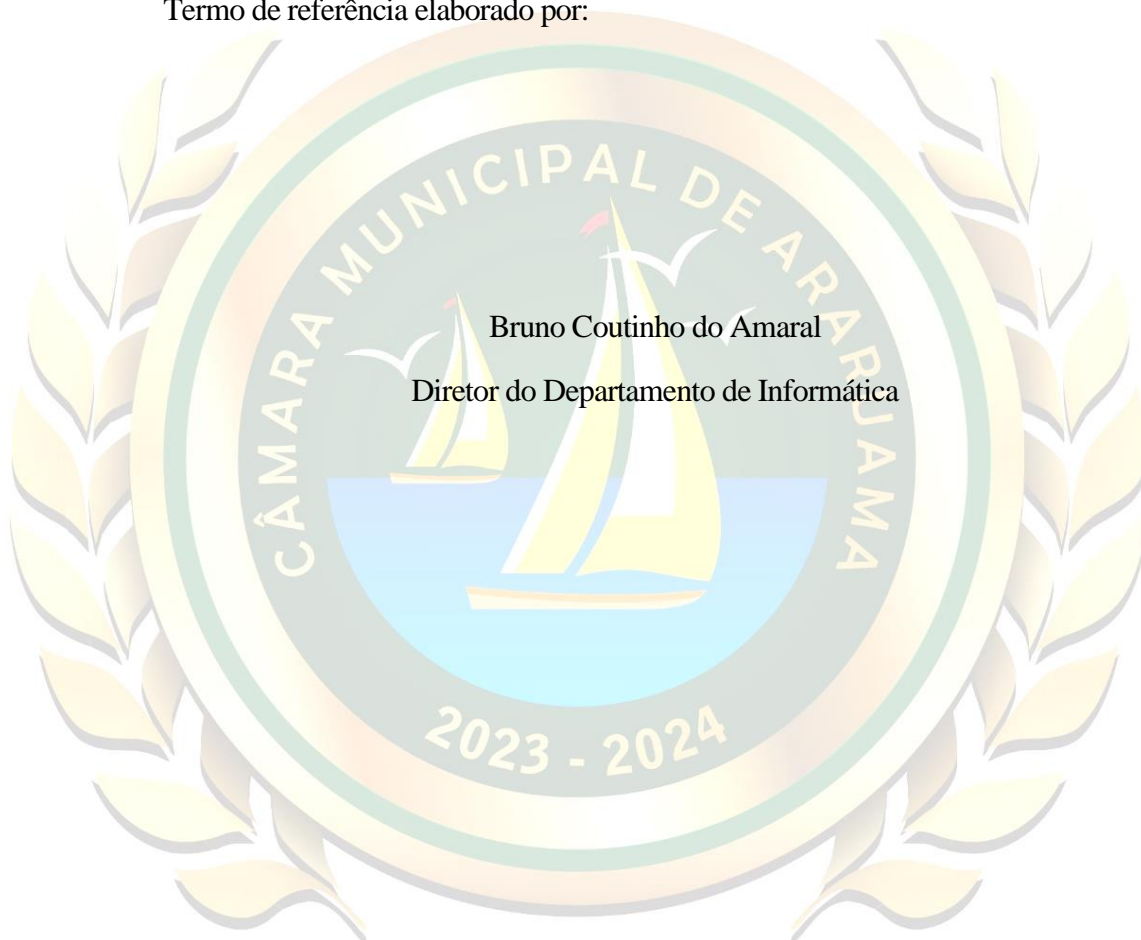 Termo de referência elaborado por:
CÂMARA MUNICIPAL DE ARARUAMA
Bruno Coutinho do Amaral
Diretor do Departamento de Informática
2023 - 2024